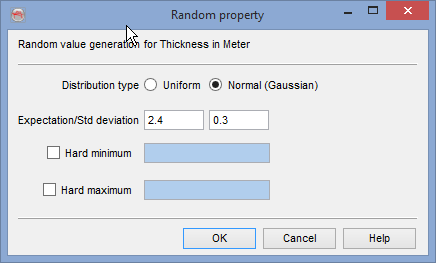 Random property
Random value generation for Thickness in Meter
Distribution type Uniform Normal (Gaussian)
Expectation/Std deviation 2.4 0.3
Hard minimum
Hard maximum
OK Cancel Help